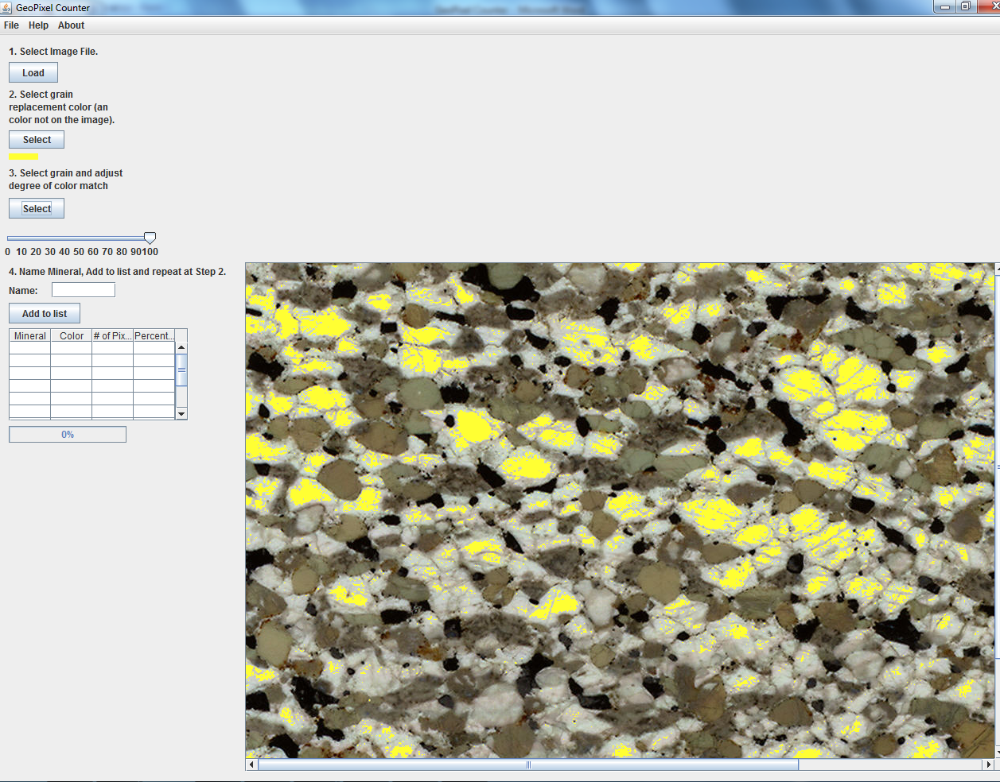 GeoPixel Counter
File Help About
1. Select Image File.
Load
2. Select grain
replacement color (an
color not on the image).
Select
3. Select grain and adjust
degree of color match
Select
0 10 20 30 40 50 60 70 80 90100
4. Name Mineral, Add to list and repeat at Step 2.
Name:
Add to list
Mineral Color # of Pix... Percent...
0%